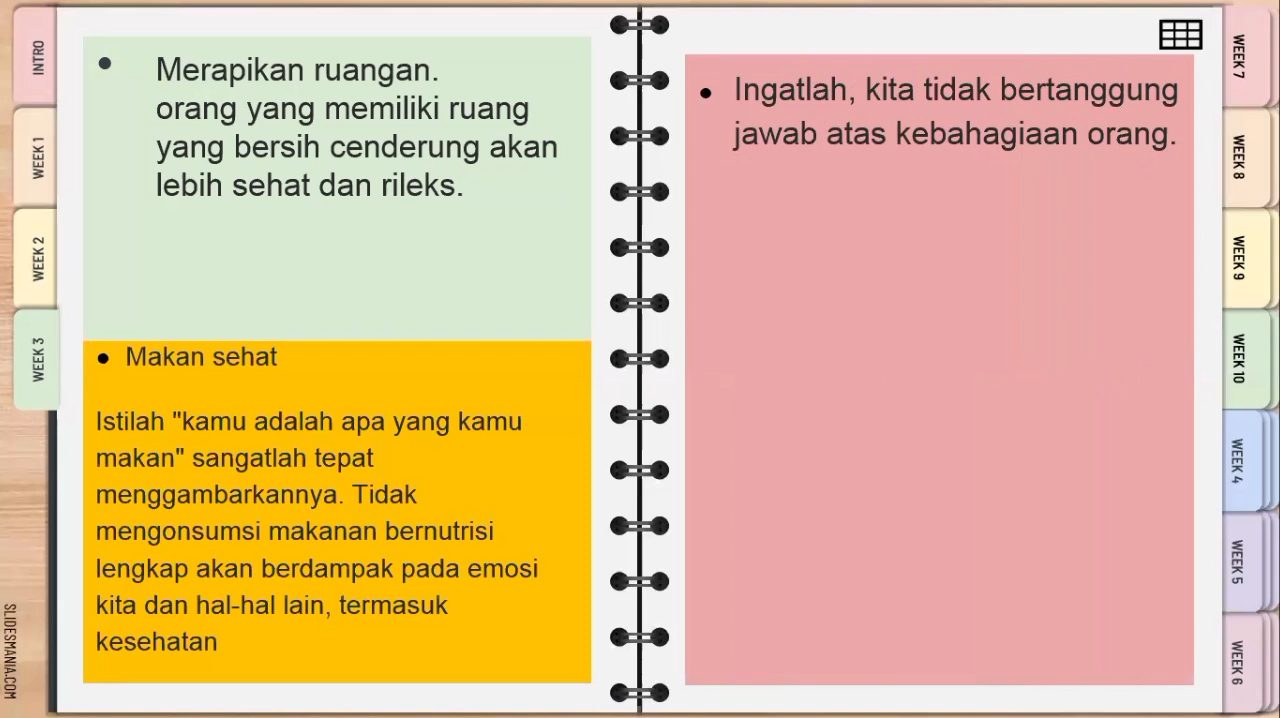 INTRO
WEEK 1
WEEK 2
WEEK 3
Merapikan ruangan.
orang yang memiliki ruang
yang bersih cenderung akan
lebih sehat dan rileks.
Makan sehat
Istilah "kamu adalah apa yang kamu
makan" sangatlah tepat
menggambarkannya. Tidak
mengonsumsi makanan bernutrisi
lengkap akan berdampak pada emosi
kita dan hal-hal lain, termasuk
kesehatan
Ingatlah, kita tidak bertanggung
jawab atas kebahagiaan orang.
WEEK 7
WEEK 8
WEEK 9
WEEK 10
WEEK 4
WEEK 5
WEEK 6
SLIDESMANIA.COM